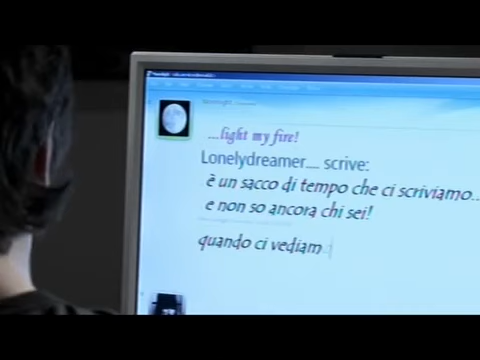 ...light my fire!
Lonelydreamer.... scrive:
è un sacco di tempo che ci scriviamo...
e non so ancora chi sei!
quando ci vediam